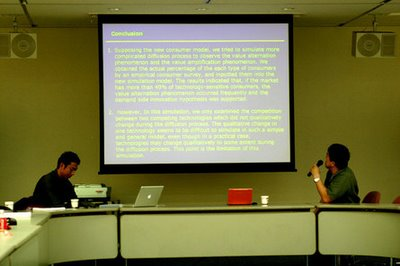 Conclusion
1. Supposing the new consumer model, we tried to simulate more
complicated diffusion process to observe the value alternation
phenomenon and the value amplification phenomenon. We
obtained the actual percentage of the each type of consumers
by an empirical consumer survey, and inputted them into the
new simulation model. The results indicated that, if the market
has more than 49% of technology-sensitive consumers, the
value alternation phenomenon occurred frequently and the
demand side innovation hypothesis was supported.
2. However, in this simulation, we only examined the competition
between two competing technologies which did not qualitatively
change during the diffusion process. The qualitative change in
one technology seems to be difficult to simulate in such a simple
and general model, even though in a practical case,
technologies may change qualitatively to some extent during
the diffusion process. This point is the limitation of this
simulation.